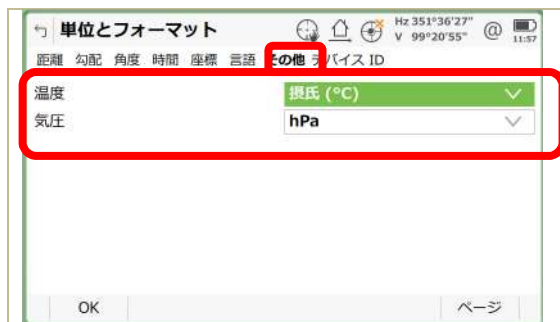 単位とフォーマット Hz 351°36'27" @
V 99°20'55" 11:57
距離 勾配 角度 時間 座標 言語 その他 デバイス ID
温度 摂氏 (°C)
気圧 hPa
OK ページ